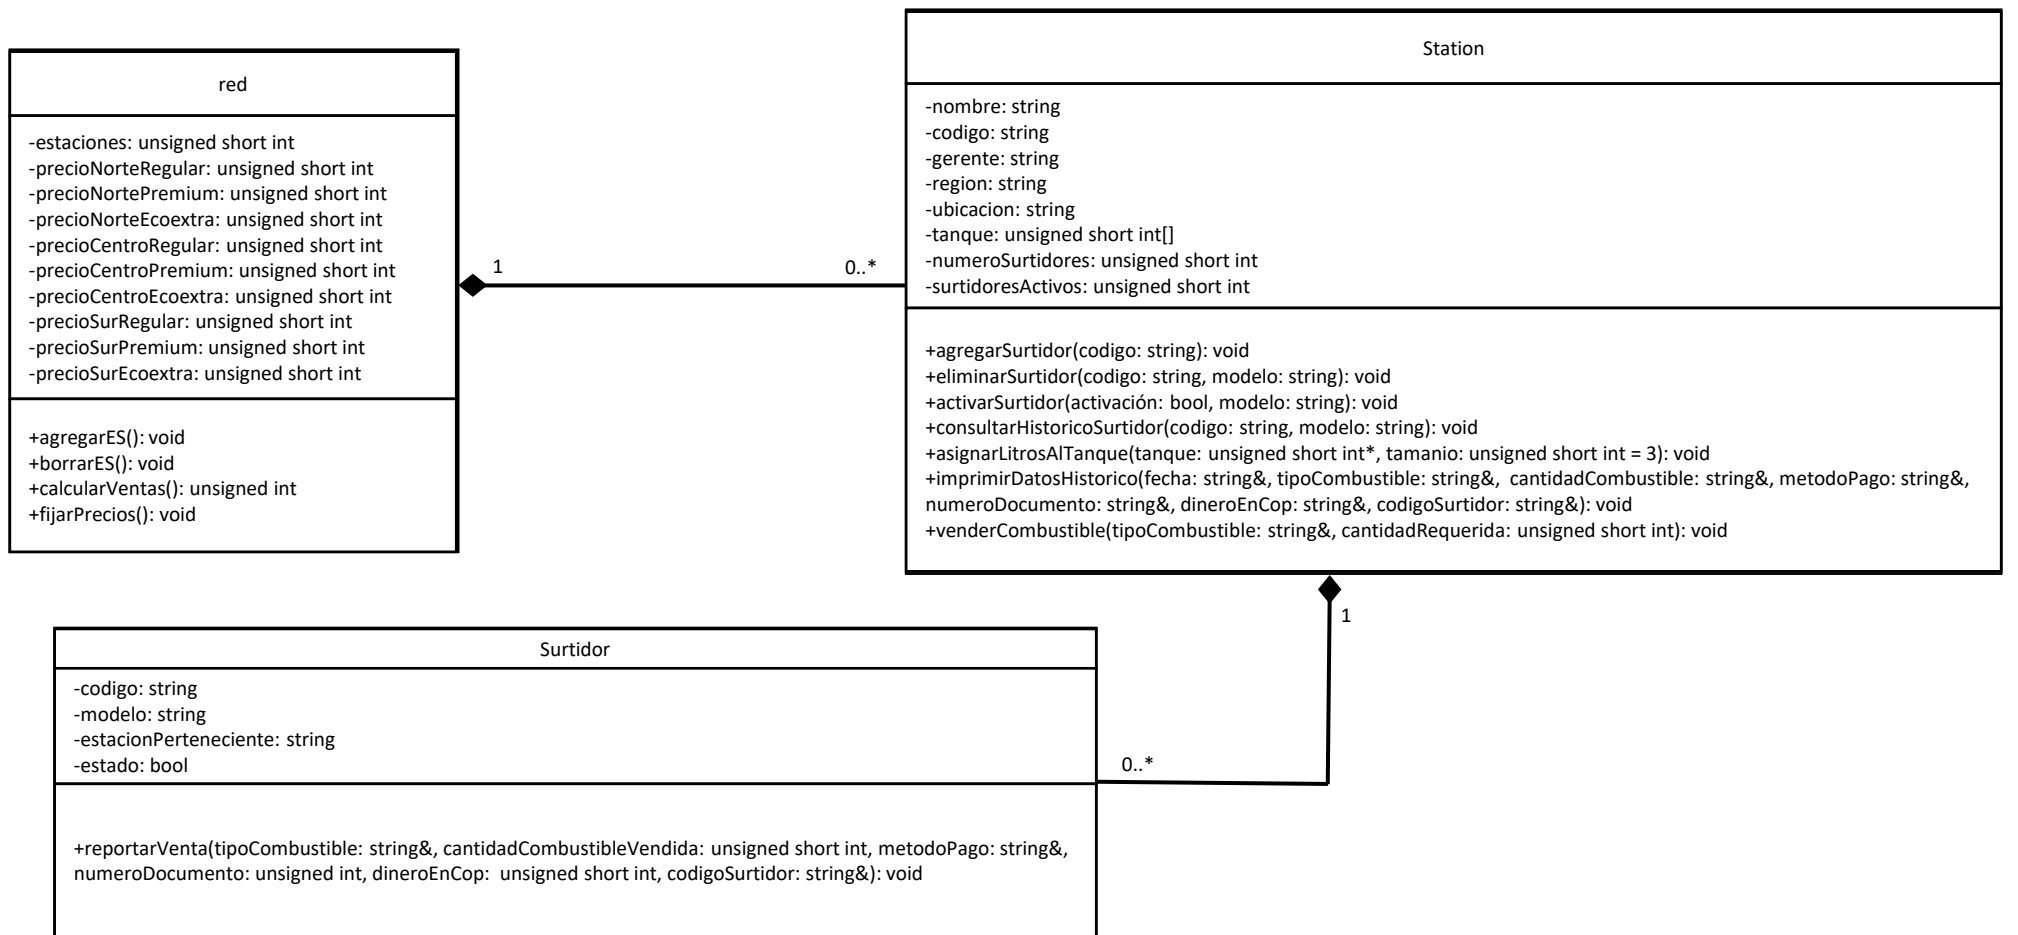 red
-estaciones: unsigned short int
-precioNorteRegular: unsigned short int
-precioNortePremium: unsigned short int
-precioNorteEcoextra: unsigned short int
-precioCentroRegular: unsigned short int
-precioCentroPremium: unsigned short int
-precioCentroEcoextra: unsigned short int
-precioSurRegular: unsigned short int
-precioSurPremium: unsigned short int
-precioSurEcoextra: unsigned short int
+agregarES(): void
+borrarES(): void
+calcularVentas(): unsigned int
+fijarPrecios(): void
1
0..*
Station
-nombre: string
-codigo: string
-gerente: string
-region: string
-ubicacion: string
-tanque: unsigned short int[]
-numeroSurtidores: unsigned short int
-surtidoresActivos: unsigned short int
+agregarSurtidor(codigo: string): void
+eliminarSurtidor(codigo: string, modelo: string): void
+activarSurtidor(activación: bool, modelo: string): void
+consultarHistoricoSurtidor(codigo: string, modelo: string): void
+asignarLitrosAlTanque(tanque: unsigned short int*, tamanio: unsigned short int = 3): void
+imprimirDatosHistorico(fecha: string&, tipoCombustible: string&, cantidadCombustible: string&, metodoPago: string&,
numeroDocumento: string&, dineroEnCop: string&, codigoSurtidor: string&): void
+venderCombustible(tipoCombustible: string&, cantidadRequerida: unsigned short int): void
1
0..*
Surtidor
-codigo: string
-modelo: string
-estacionPerteneciente: string
-estado: bool
+reportarVenta(tipoCombustible: string&, cantidadCombustibleVendida: unsigned short int, metodoPago: string&,
numeroDocumento: unsigned int, dineroEnCop: unsigned short int, codigoSurtidor: string&): void